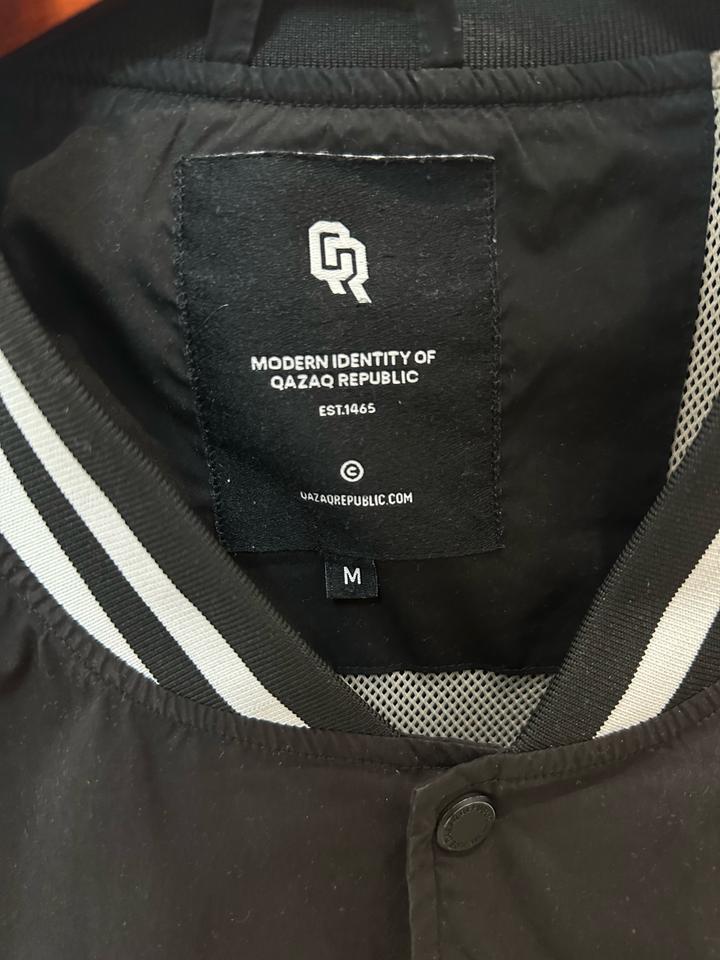 QR
MODERN IDENTITY OF
QAZAQ REPUBLIC
EST.1465
©
QAZAQREPUBLIC.COM
M